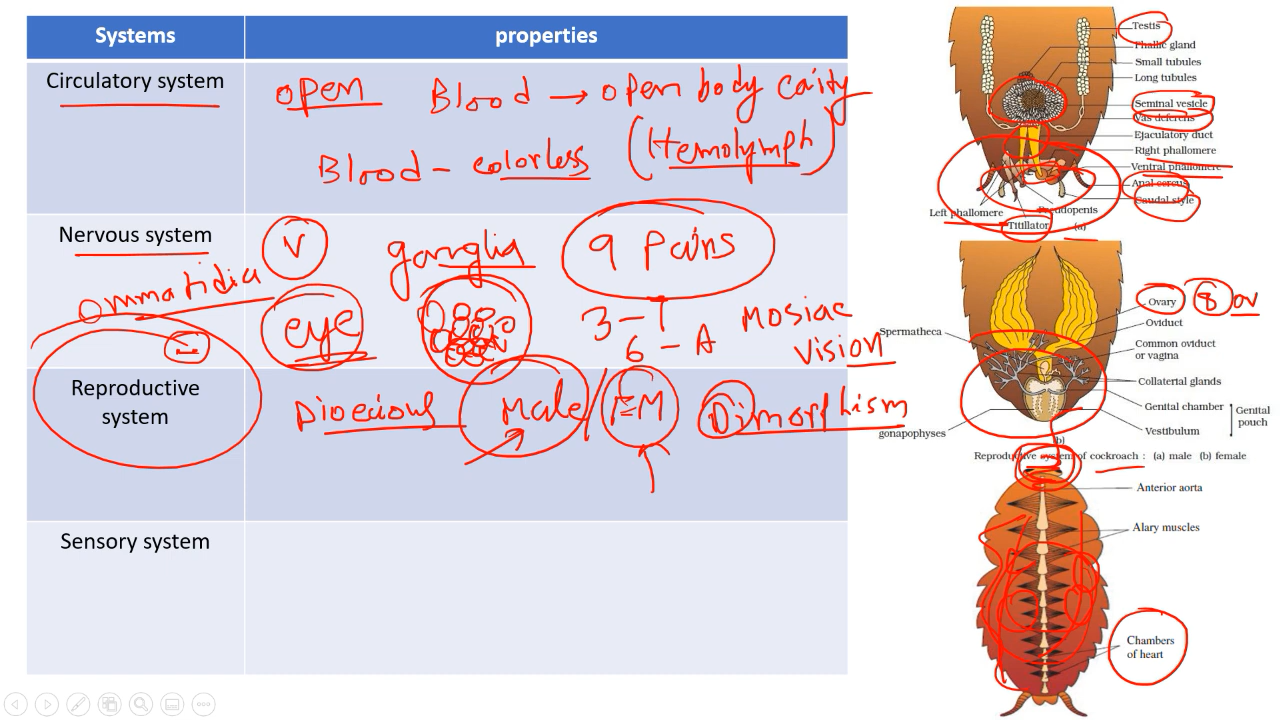 Systems
properties
Circulatory system
open Blood → open body cavity
Blood - colorless (Hemolymph)
Nervous system
V ganglia 9 Pairs
Ommatidia
eye 3 - T Mosiac
6 - A vision
Reproductive
system
Dioecious Male / FEM Dimorphism
Sensory system
Testis
Phallic gland
Small tubules
Long tubules
Seminal vesicle
Vas deferens
Ejaculatory duct
Right phallomere
Ventral phallomere
Anal cercus
Caudal style
Left phallomere
Pseudopenis
Titillator
(a)
Ovary 8 ov
Oviduct
Spermatheca
Common oviduct
or vagina
Collaterial glands
Genital chamber
Genital
pouch
gonapophyses
Vestibulum
(b)
Reproductive system of cockroach : (a) male (b) female
Anterior aorta
Alary muscles
Chambers
of heart